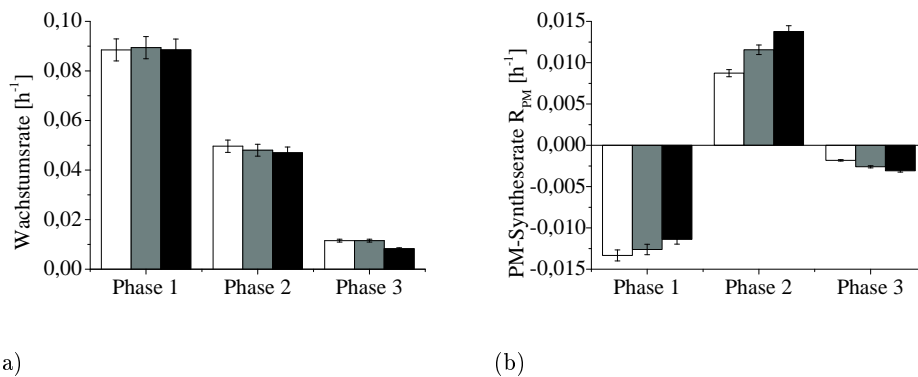 Wachstumsrate [h⁻¹]
0,10
0,08
0,06
0,04
0,02
0,00
Phase 1 Phase 2 Phase 3
a)
PM-Syntheserate R_PM [h⁻¹]
0,015
0,010
0,005
0,000
-0,005
-0,010
-0,015
Phase 1 Phase 2 Phase 3
(b)